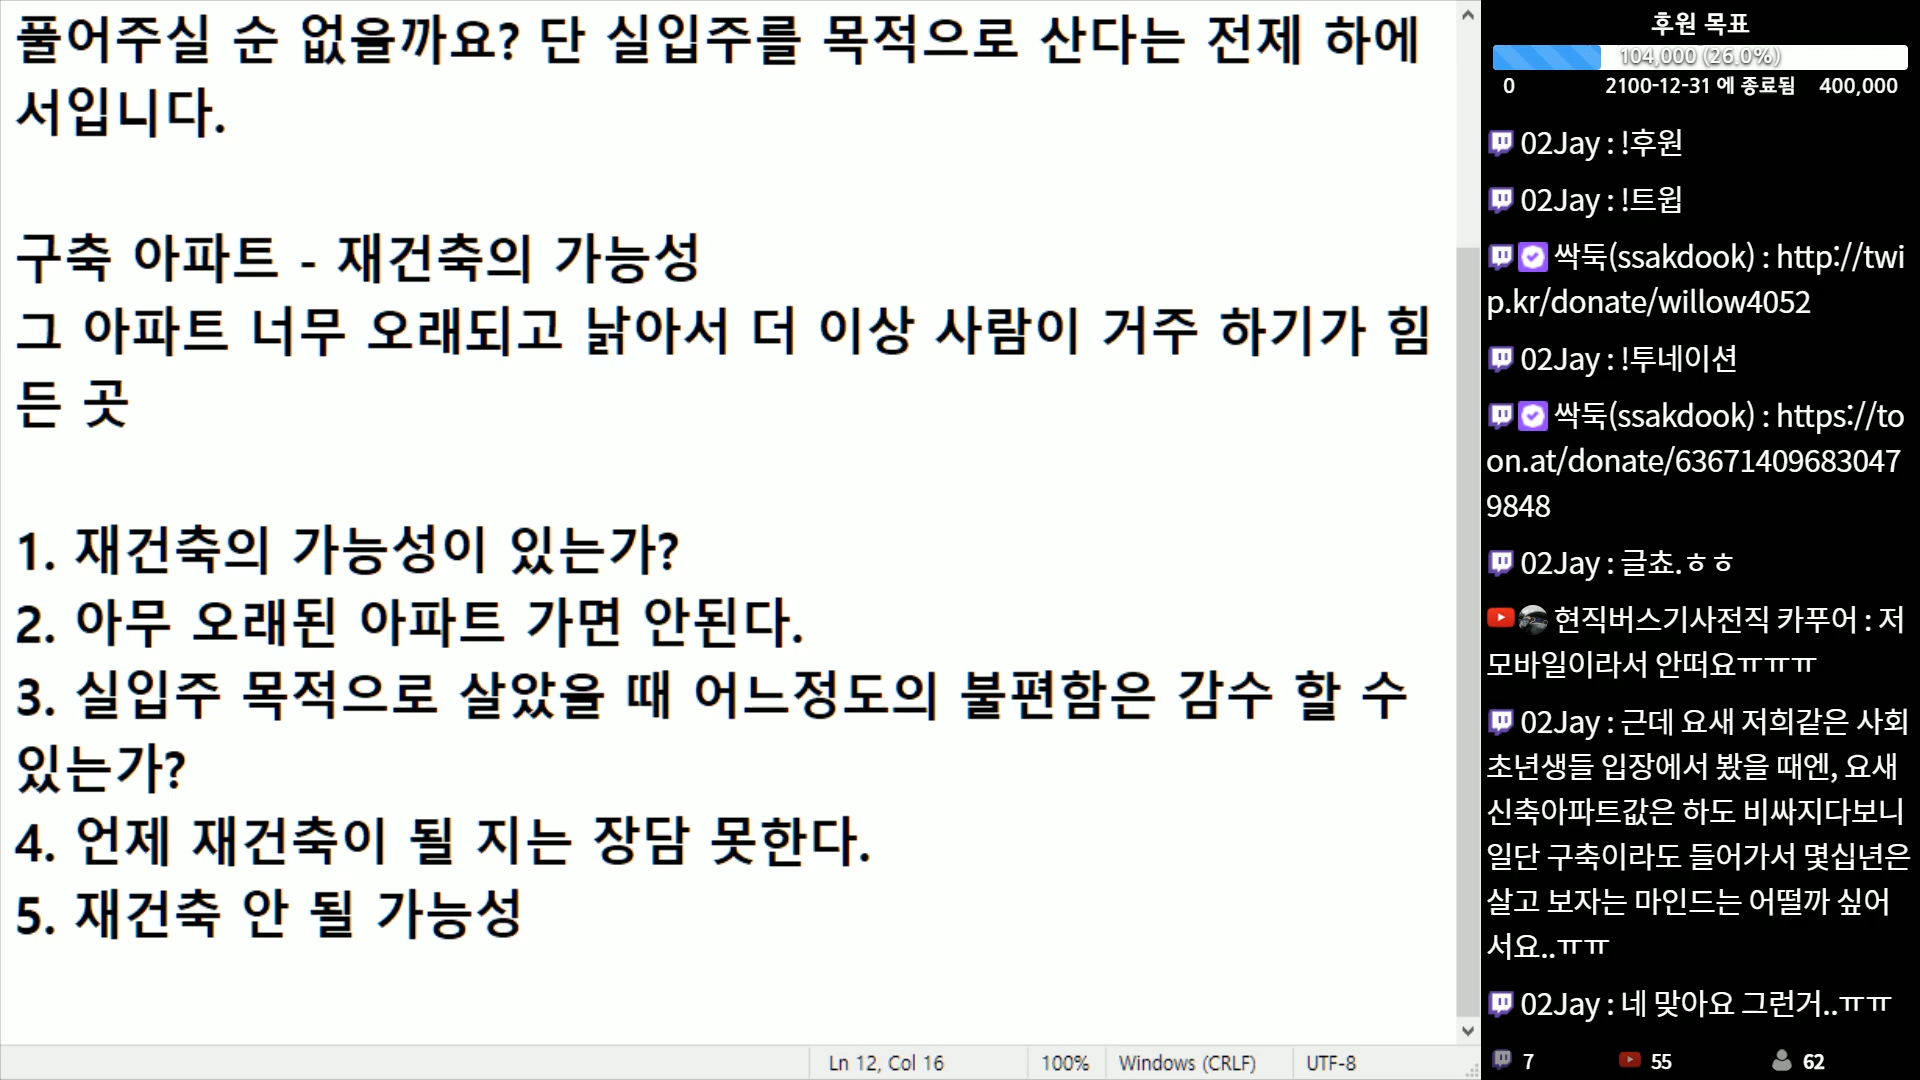 풀어주실 순 없을까요? 단 실입주를 목적으로 산다는 전제 하에
서입니다.
구축 아파트 - 재건축의 가능성
그 아파트 너무 오래되고 낡아서 더 이상 사람이 거주 하기가 힘
든 곳
1. 재건축의 가능성이 있는가?
2. 아무 오래된 아파트 가면 안된다.
3. 실입주 목적으로 살았을 때 어느정도의 불편함은 감수 할 수
있는가?
4. 언제 재건축이 될 지는 장담 못한다.
5. 재건축 안 될 가능성
Ln 12, Col 16
100%
Windows (CRLF)
UTF-8
후원 목표
104,000 (26.0%)
0 2100-12-31 에 종료됨 400,000
02Jay : !후원
02Jay : !트윕
싹둑(ssakdook) : http://twi
p.kr/donate/willow4052
02Jay : !투네이션
싹둑(ssakdook) : https://to
on.at/donate/63671409683047
9848
02Jay : 글쵸.ㅎㅎ
현직버스기사전직 카푸어 : 저
모바일이라서 안떠요ㅠㅠㅠ
02Jay : 근데 요새 저희같은 사회
초년생들 입장에서 봤을 때엔, 요새
신축아파트값은 하도 비싸지다보니
일단 구축이라도 들어가서 몇십년은
살고 보자는 마인드는 어떨까 싶어
서요..ㅠㅠ
02Jay : 네 맞아요 그런거..ㅠㅠ
7 55 62